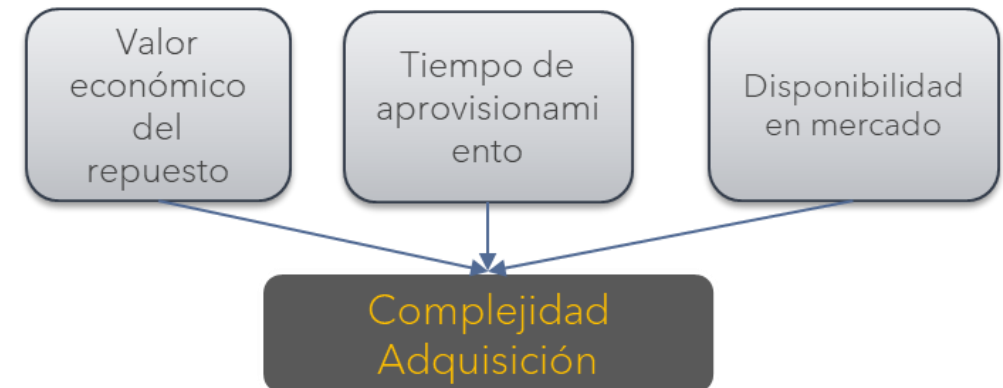 Valor
económico
del
repuesto
Tiempo de
aprovisionami
ento
Disponibilidad
en mercado
Complejidad
Adquisición